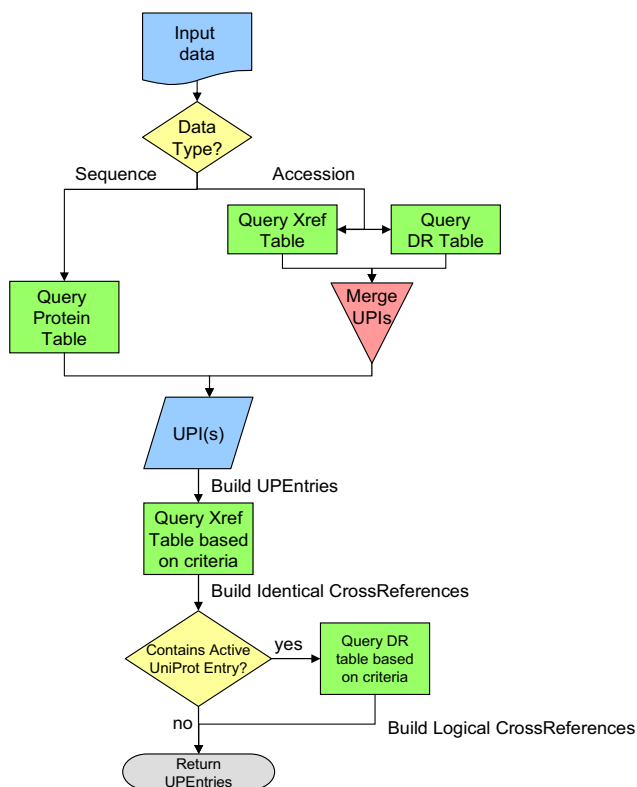 Input
data
Data
Type?
Sequence
Accession
Query Xref
Table
Query
DR Table
Query
Protein
Table
Merge
UPIs
UPI(s)
Build UPEntries
Query Xref
Table based
on criteria
Build Identical CrossReferences
Contains Active
UniProt Entry?
yes
Query DR
table based
on criteria
no
Build Logical CrossReferences
Return
UPEntries